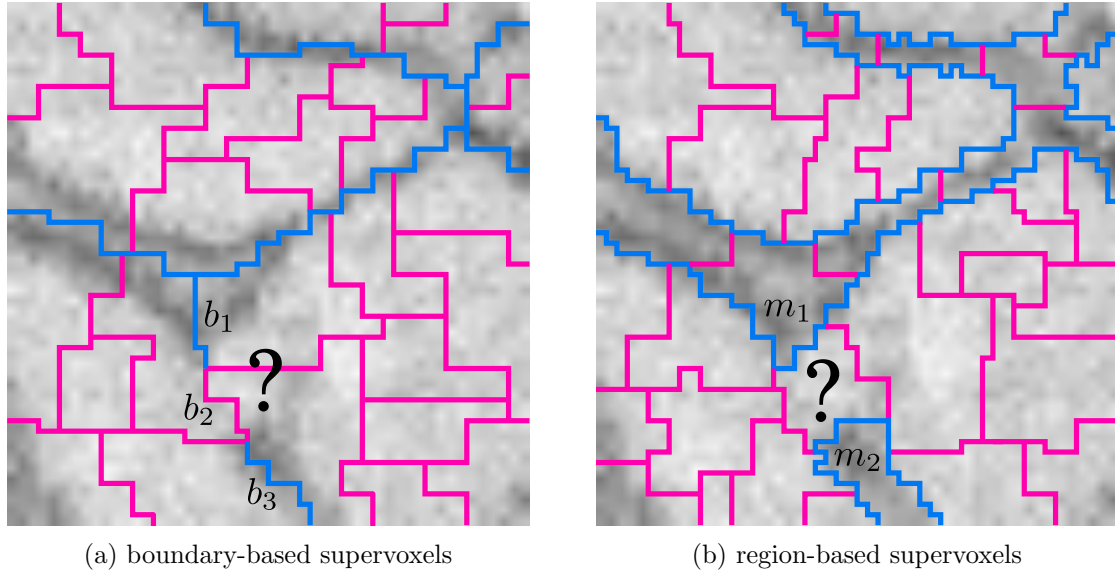 b1
?
b2
b3
(a) boundary-based supervoxels
m1
?
m2
(b) region-based supervoxels